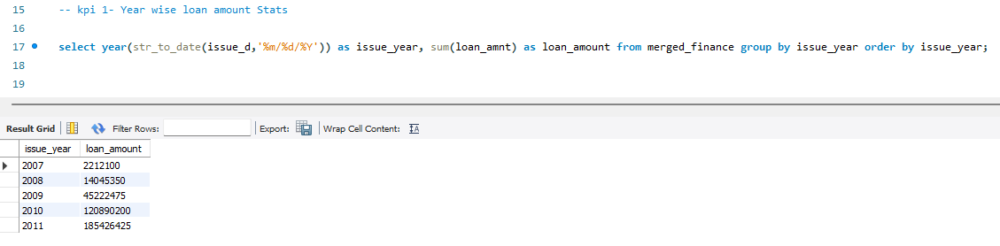 15 -- kpi 1- Year wise loan amount Stats
16
17 select year(str_to_date(issue_d,'%m/%d/%Y')) as issue_year, sum(loan_amnt) as loan_amount from merged_finance group by issue_year order by issue_year;
18
19
Result Grid Filter Rows: Export: Wrap Cell Content: IA
issue_year loan_amount
2007 2212100
2008 14045350
2009 45222475
2010 120890200
2011 185426425